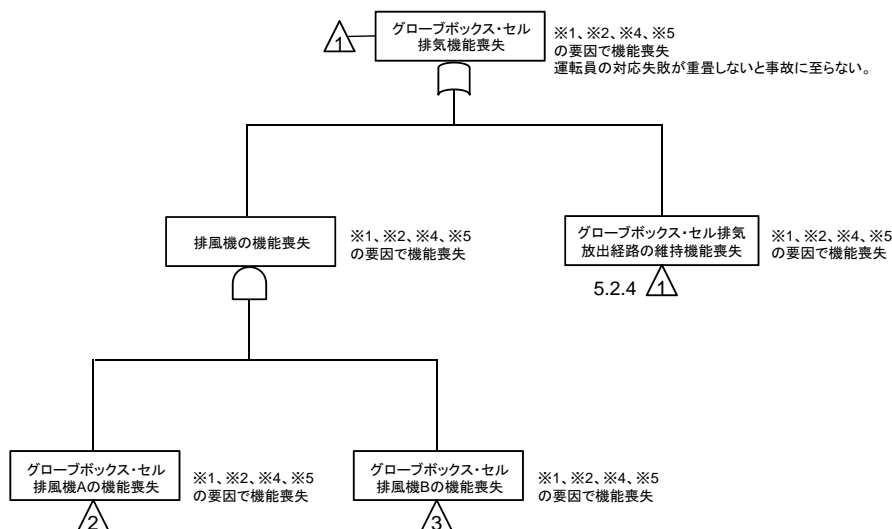 1
グローブボックス・セル
排気機能喪失
※1、※2、※4、※5
の要因で機能喪失
運転員の対応失敗が重畳しないと事故に至らない。
排風機の機能喪失
※1、※2、※4、※5
の要因で機能喪失
グローブボックス・セル排気
放出経路の維持機能喪失
※1、※2、※4、※5
の要因で機能喪失
5.2.4 1
グローブボックス・セル
排風機Aの機能喪失
※1、※2、※4、※5
の要因で機能喪失
2
グローブボックス・セル
排風機Bの機能喪失
※1、※2、※4、※5
の要因で機能喪失
3